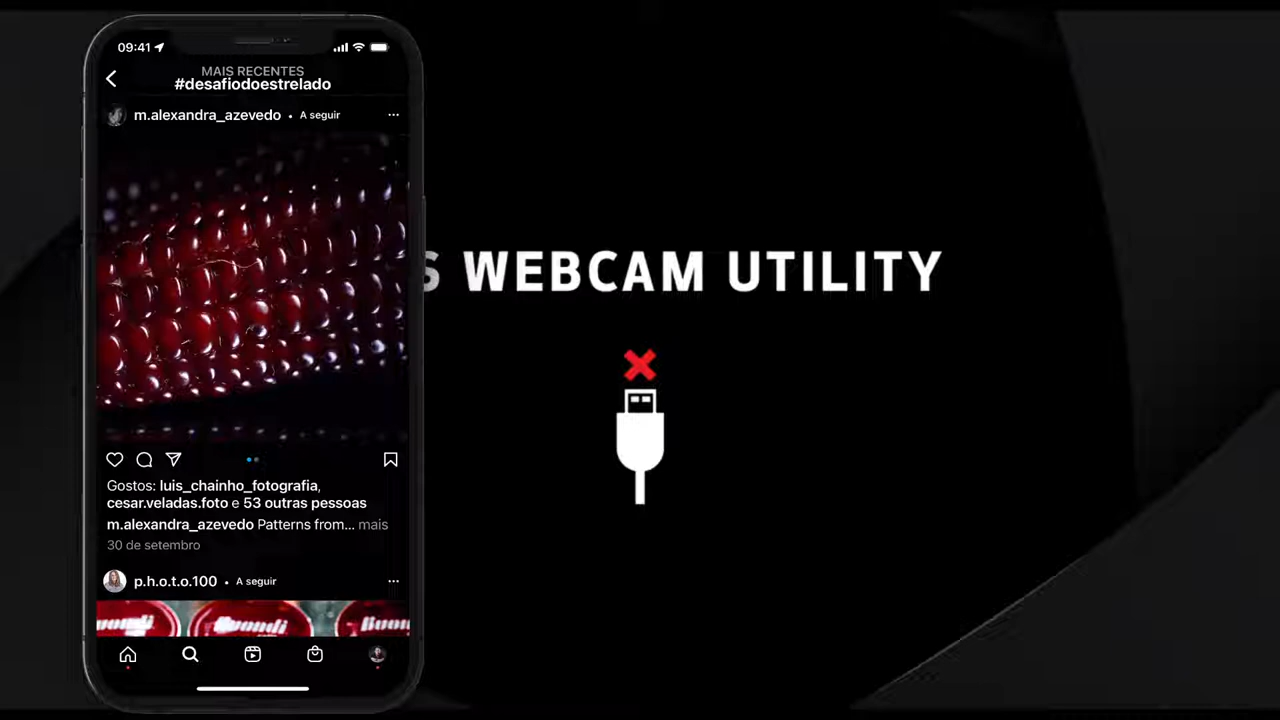 09:41
MAIS RECENTES
#desafiodoestrelado
m.alexandra_azevedo • A seguir
S WEBCAM UTILITY
Gostos: luis_chainho_fotografia,
cesar.veladas.foto e 53 outras pessoas
m.alexandra_azevedo Patterns from... mais
30 de setembro
p.h.o.t.o.100 • A seguir
Buondi